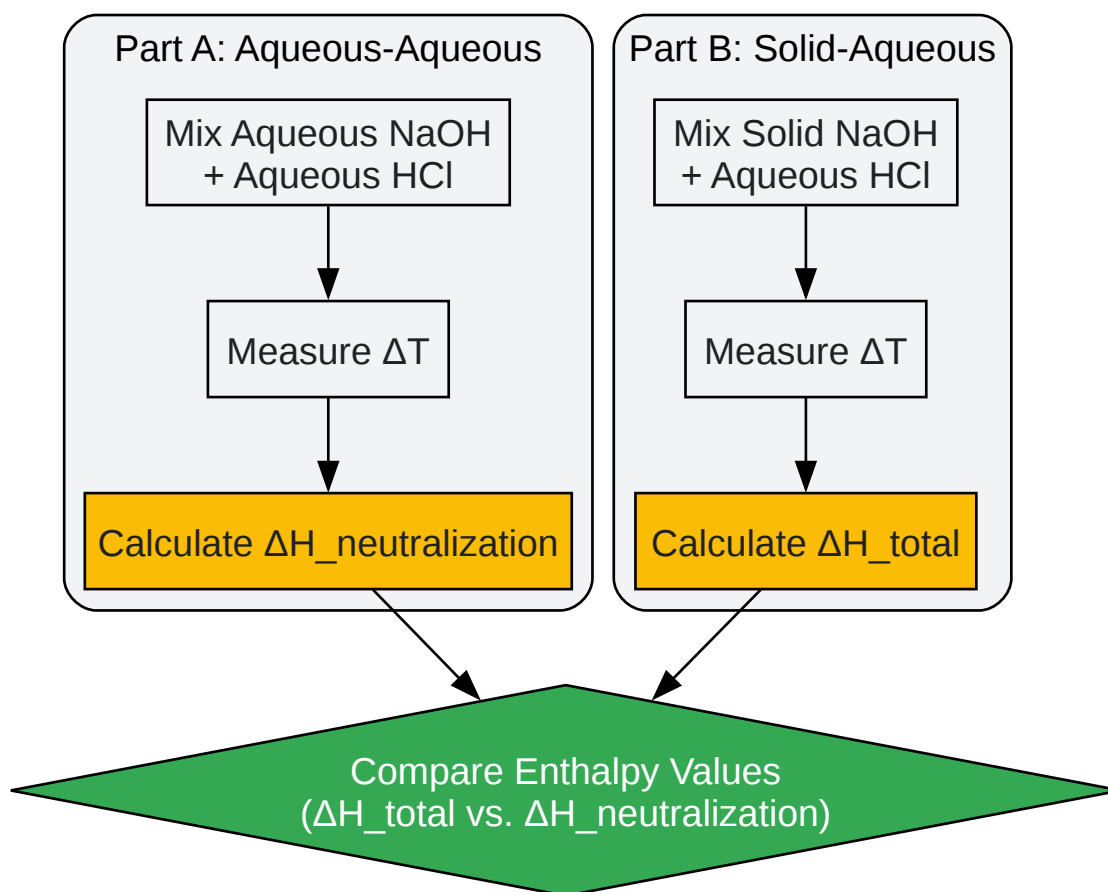 Part A: Aqueous-Aqueous
Mix Aqueous NaOH
+ Aqueous HCl
Measure ΔT
Calculate ΔH_neutralization
Part B: Solid-Aqueous
Mix Solid NaOH
+ Aqueous HCl
Measure ΔT
Calculate ΔH_total
Compare Enthalpy Values
(ΔH_total vs. ΔH_neutralization)